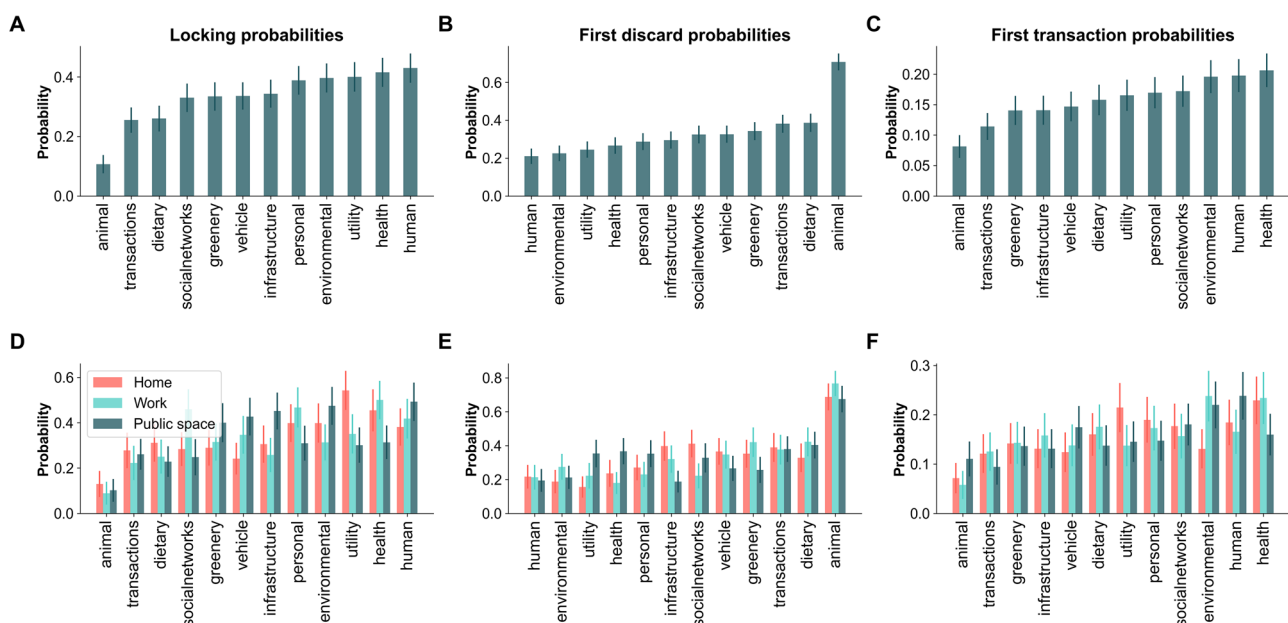 A
Locking probabilities
Probability
0.4
0.2
0.0
animal
transactions
dietary
socialnetworks
greenery
vehicle
infrastructure
personal
environmental
utility
health
human
B
First discard probabilities
0.6
0.4
0.2
0.0
human
environmental
utility
health
personal
infrastructure
socialnetworks
vehicle
greenery
transactions
dietary
animal
C
First transaction probabilities
Probability
0.20
0.15
0.10
0.05
0.00
animal
transactions
greenery
infrastructure
vehicle
dietary
utility
personal
socialnetworks
environmental
human
health
D
Probability
0.6
0.4
0.2
0.0
Home
Work
Public space
animal
transactions
dietary
socialnetworks
greenery
vehicle
infrastructure
personal
environmental
utility
health
human
E
Probability
0.8
0.6
0.4
0.2
0.0
human
environmental
utility
health
personal
infrastructure
socialnetworks
vehicle
greenery
transactions
dietary
animal
F
Probability
0.3
0.2
0.1
0.0
animal
transactions
greenery
infrastructure
vehicle
dietary
utility
personal
socialnetworks
environmental
human
health